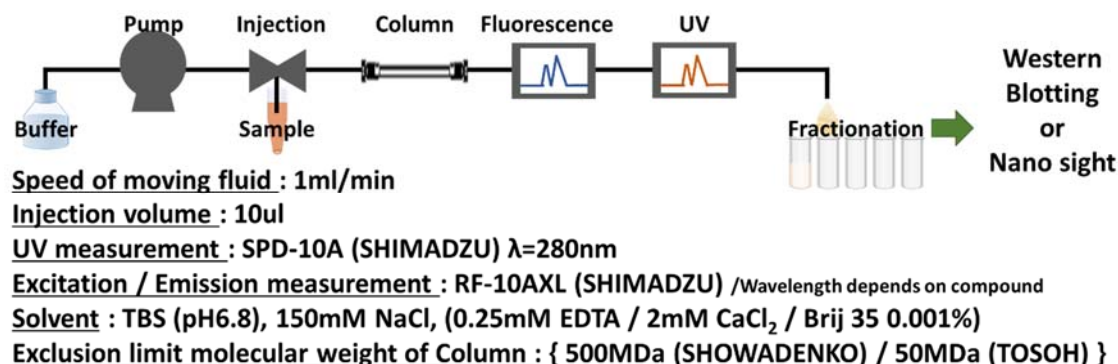 Pump Injection Column Fluorescence UV
Buffer Sample Fractionation
Western
Blotting
or
Nano sight
Speed of moving fluid : 1ml/min
Injection volume : 10ul
UV measurement : SPD-10A (SHIMADZU) λ=280nm
Excitation / Emission measurement : RF-10AXL (SHIMADZU) /Wavelength depends on compound
Solvent : TBS (pH6.8), 150mM NaCl, (0.25mM EDTA / 2mM CaCl₂ / Brij 35 0.001%)
Exclusion limit molecular weight of Column : { 500MDa (SHOWADENKO) / 50MDa (TOSOH) }